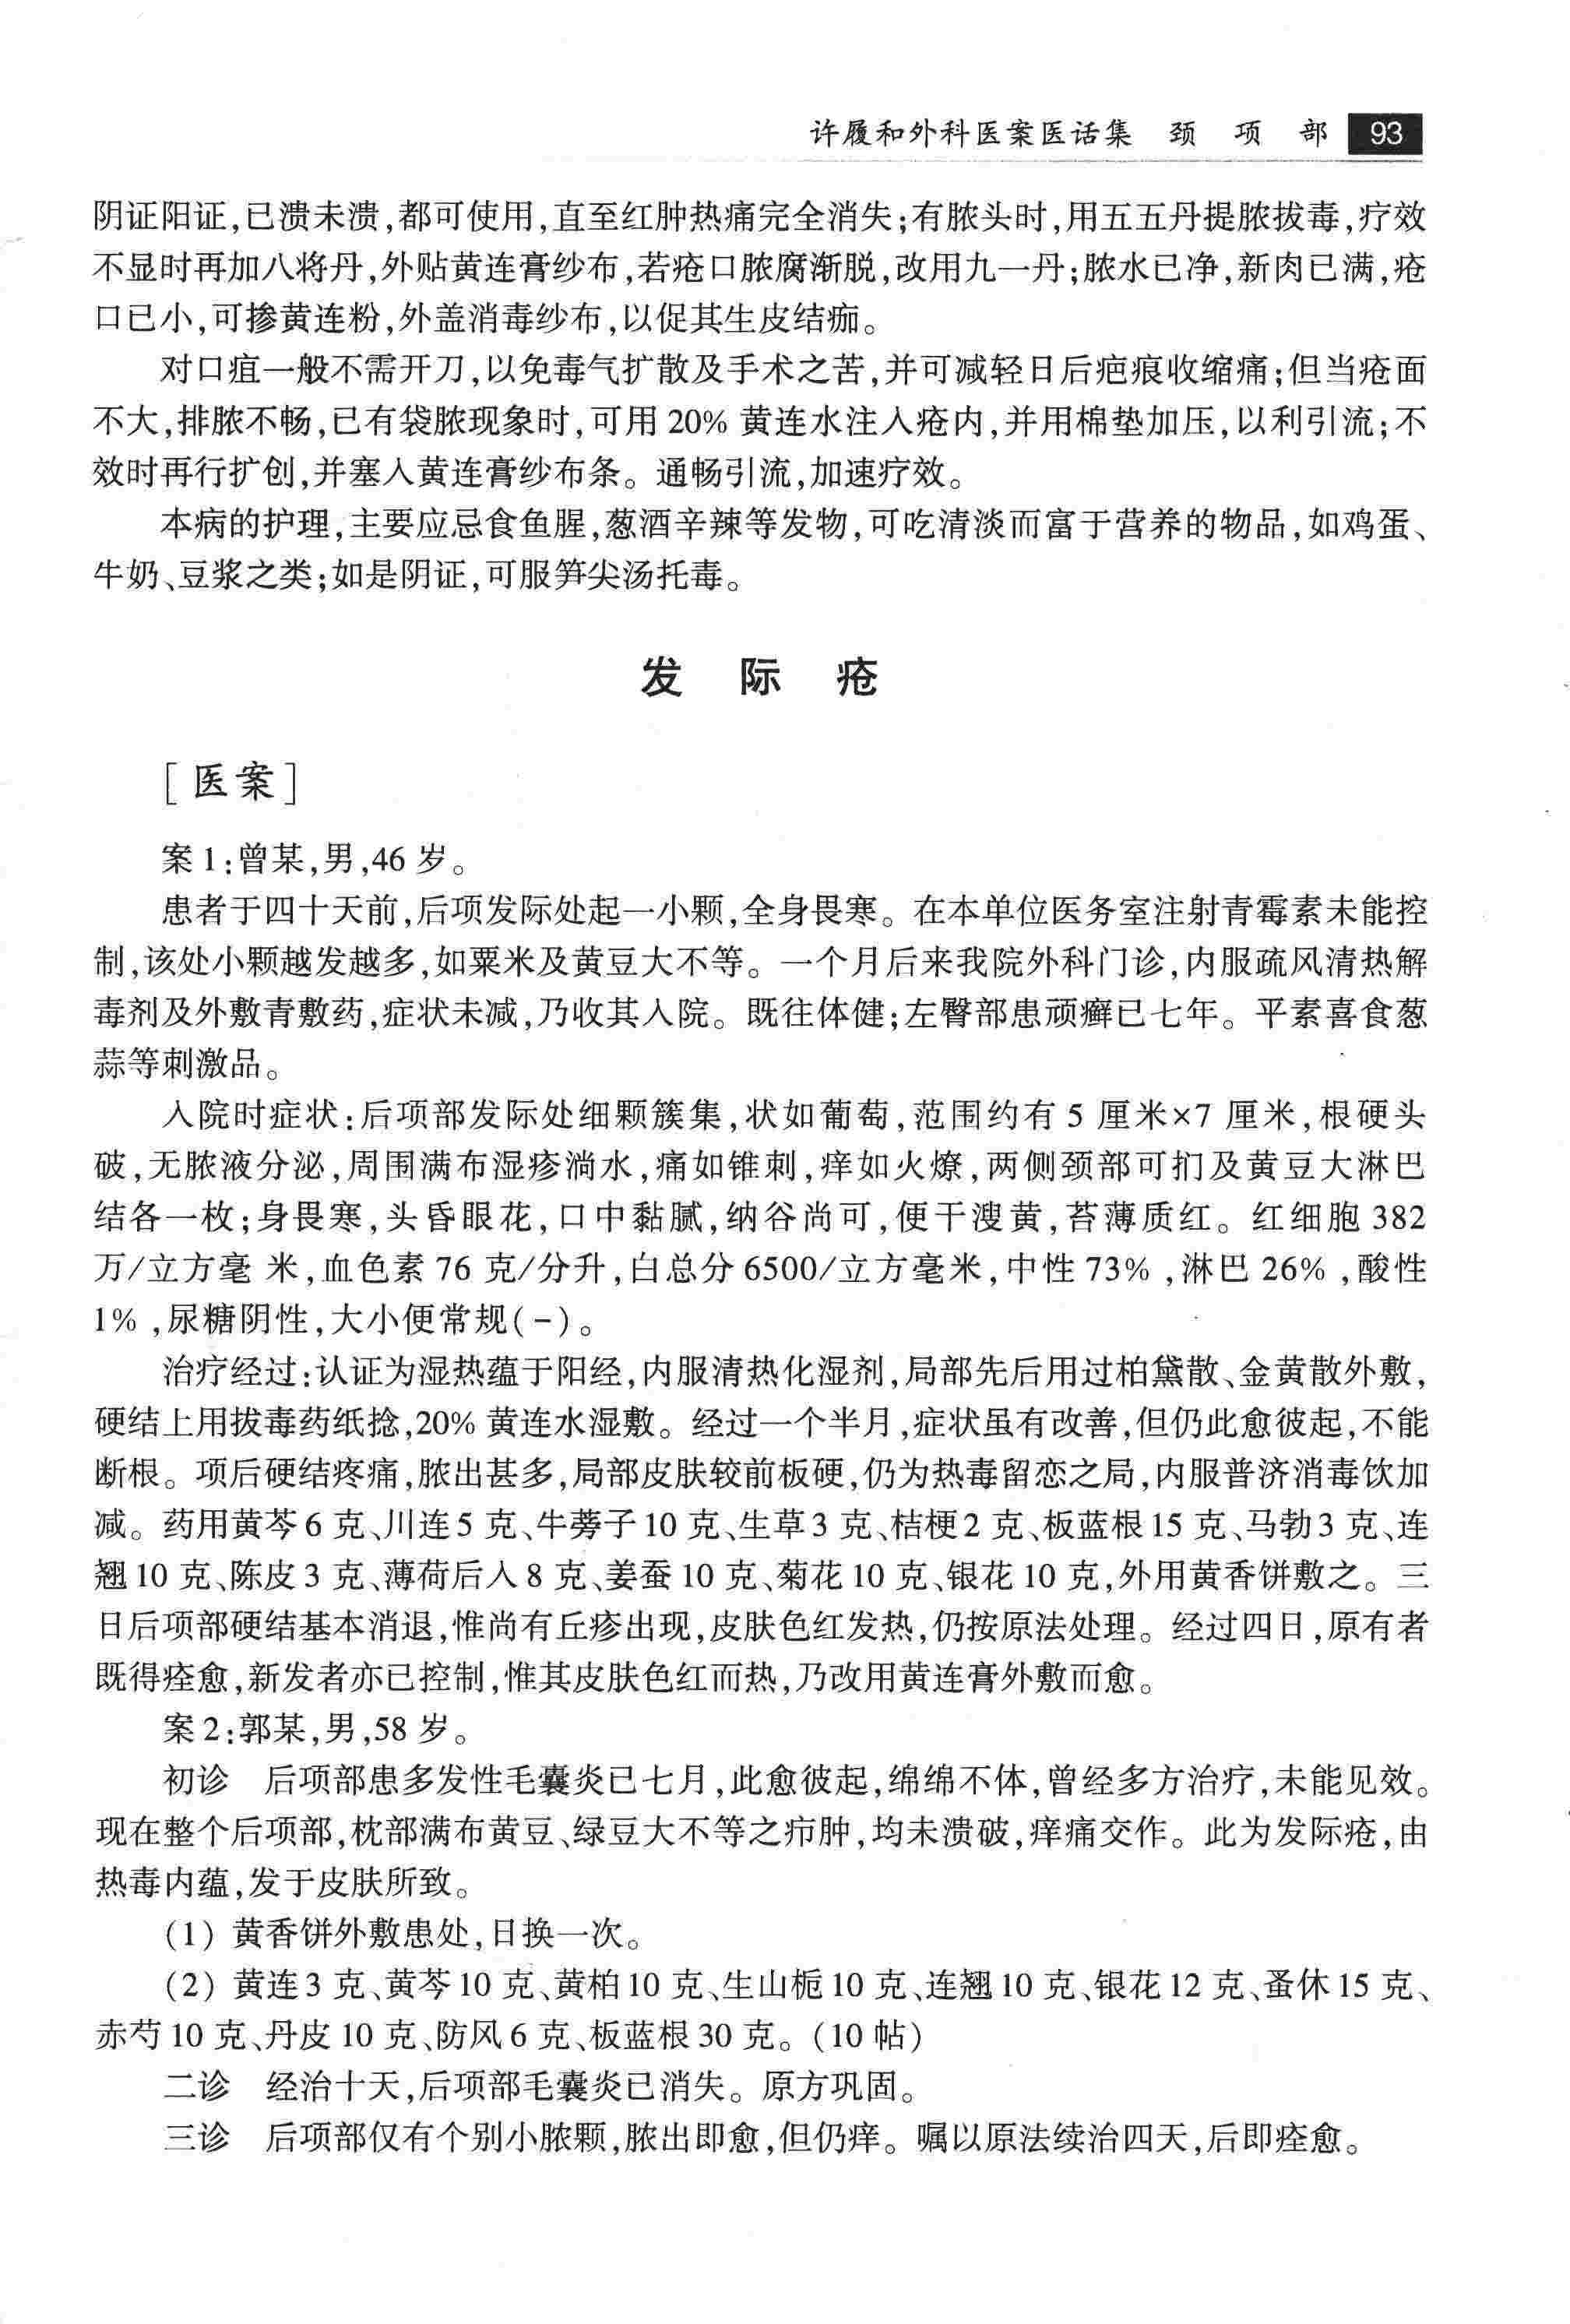 许履和外科医案医话集 颈 项 部 93
阴证阳证,已溃未溃,都可使用,直至红肿热痛完全消失;有脓头时,用五五丹提脓拔毒,疗效
不显时再加八将丹,外贴黄连膏纱布,若疮口脓腐渐脱,改用九一丹;脓水已净,新肉已满,疮
口已小,可掺黄连粉,外盖消毒纱布,以促其生皮结痂。
对口疽一般不需开刀,以免毒气扩散及手术之苦,并可减轻日后疤痕收缩痛;但当疮面
不大,排脓不畅,已有袋脓现象时,可用20% 黄连水注入疮内,并用棉垫加压,以利引流;不
效时再行扩创,并塞入黄连膏纱布条。通畅引流,加速疗效。
本病的护理,主要应忌食鱼腥,葱酒辛辣等发物,可吃清淡而富于营养的物品,如鸡蛋、
牛奶、豆浆之类;如是阴证,可服笋尖汤托毒。
发 际 疮
[医案]
案1:曾某,男,46 岁。
患者于四十天前,后项发际处起一小颗,全身畏寒。在本单位医务室注射青霉素未能控
制,该处小颗越发越多,如粟米及黄豆大不等。一个月后来我院外科门诊,内服疏风清热解
毒剂及外敷青敷药,症状未减,乃收其入院。既往体健;左臀部患顽癣已七年。平素喜食葱
蒜等刺激品。
入院时症状:后项部发际处细颗簇集,状如葡萄,范围约有 5 厘米×7 厘米,根硬头
破,无脓液分泌,周围满布湿疹淌水,痛如锥刺,痒如火燎,两侧颈部可扪及黄豆大淋巴
结各一枚;身畏寒,头昏眼花,口中黏腻,纳谷尚可,便干溲黄,苔薄质红。红细胞 382
万/立方毫 米,血色素 76 克/分升,白总分 6500/立方毫米,中性 73% ,淋巴 26% ,酸性
1% ,尿糖阴性,大小便常规(-)。
治疗经过:认证为湿热蕴于阳经,内服清热化湿剂,局部先后用过柏黛散、金黄散外敷,
硬结上用拔毒药纸捻,20% 黄连水湿敷。经过一个半月,症状虽有改善,但仍此愈彼起,不能
断根。项后硬结疼痛,脓出甚多,局部皮肤较前板硬,仍为热毒留恋之局,内服普济消毒饮加
减。药用黄芩6 克、川连5 克、牛蒡子10 克、生草3 克、桔梗2 克、板蓝根15 克、马勃3 克、连
翘10 克、陈皮3 克、薄荷后入8 克、姜蚕10 克、菊花10 克、银花10 克,外用黄香饼敷之。三
日后项部硬结基本消退,惟尚有丘疹出现,皮肤色红发热,仍按原法处理。经过四日,原有者
既得痊愈,新发者亦已控制,惟其皮肤色红而热,乃改用黄连膏外敷而愈。
案2:郭某,男,58 岁。
初诊 后项部患多发性毛囊炎已七月,此愈彼起,绵绵不体,曾经多方治疗,未能见效。
现在整个后项部,枕部满布黄豆、绿豆大不等之疖肿,均未溃破,痒痛交作。此为发际疮,由
热毒内蕴,发于皮肤所致。
(1) 黄香饼外敷患处,日换一次。
(2) 黄连3 克、黄芩10 克、黄柏10 克、生山栀10 克、连翘10 克、银花12 克、蚤休15 克、
赤芍10 克、丹皮10 克、防风6 克、板蓝根30 克。(10 帖)
二诊 经治十天,后项部毛囊炎已消失。原方巩固。
三诊 后项部仅有个别小脓颗,脓出即愈,但仍痒。嘱以原法续治四天,后即痊愈。